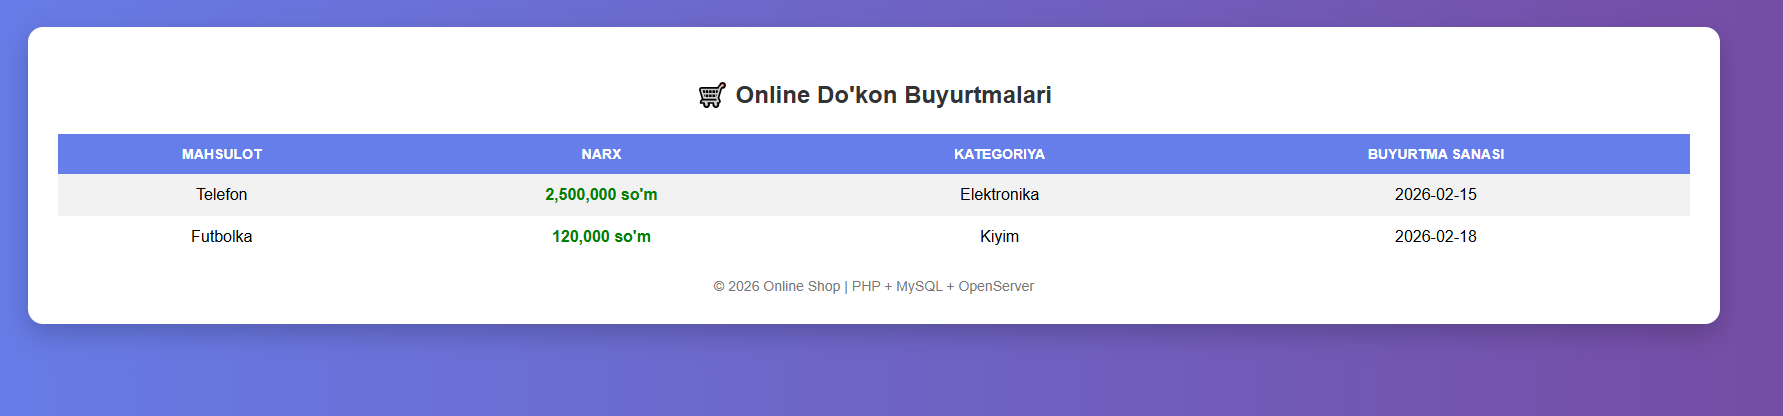 🛒 Online Do'kon Buyurtmalari
MAHSULOT NARX KATEGORIYA BUYURTMA SANASI
Telefon 2,500,000 so'm Elektronika 2026-02-15
Futbolka 120,000 so'm Kiyim 2026-02-18
© 2026 Online Shop | PHP + MySQL + OpenServer